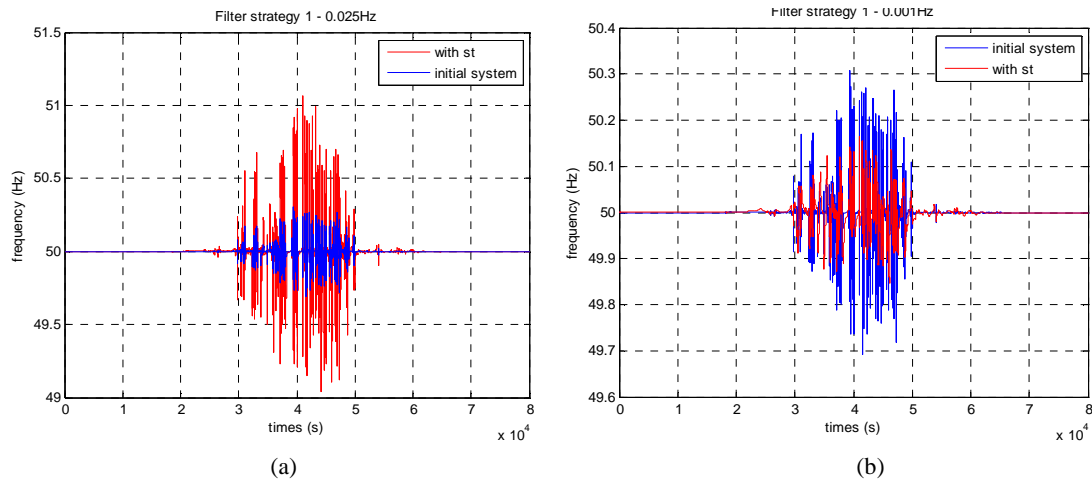 Filter strategy 1 - 0.025Hz
51.5
51
50.5
50
49.5
49
frequency (Hz)
with st
initial system
0 1 2 3 4 5 6 7 8
times (s)
x 10^4
(a)
Filter strategy 1 - 0.001Hz
50.4
50.3
50.2
50.1
50
49.9
49.8
49.7
49.6
frequency (Hz)
initial system
with st
0 1 2 3 4 5 6 7 8
times (s)
x 10^4
(b)